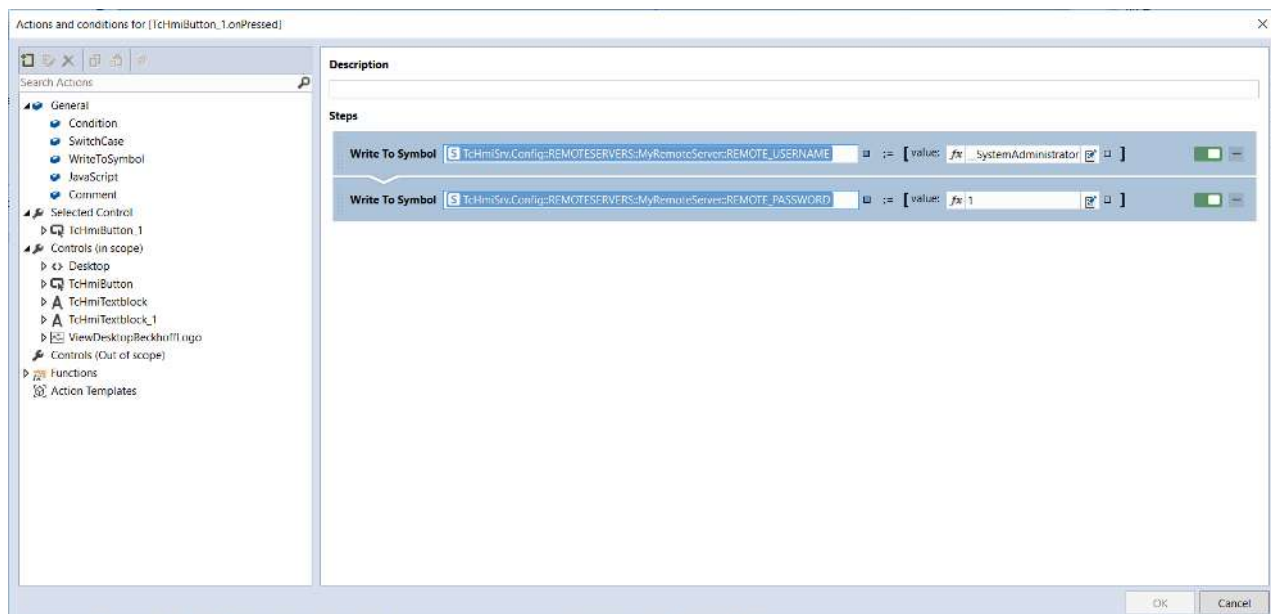 Actions and conditions for [TcHmiButton_1.onPressed]
Search Actions
General
Condition
SwitchCase
WriteToSymbol
JavaScript
Comment
Selected Control
TcHmiButton_1
Controls (in scope)
Desktop
TcHmiButton
TcHmiTextblock
TcHmiTextblock_1
ViewDesktopBeckhoffLogo
Controls (Out of scope)
Functions
Action Templates
Description
Steps
Write To Symbol S TcHmiSrv.Config::REMOTESERVERS::MyRemoteServer::REMOTE_USERNAME := [ value: fx __SystemAdministrator ]
Write To Symbol S TcHmiSrv.Config::REMOTESERVERS::MyRemoteServer::REMOTE_PASSWORD := [ value: fx 1 ]
OK Cancel